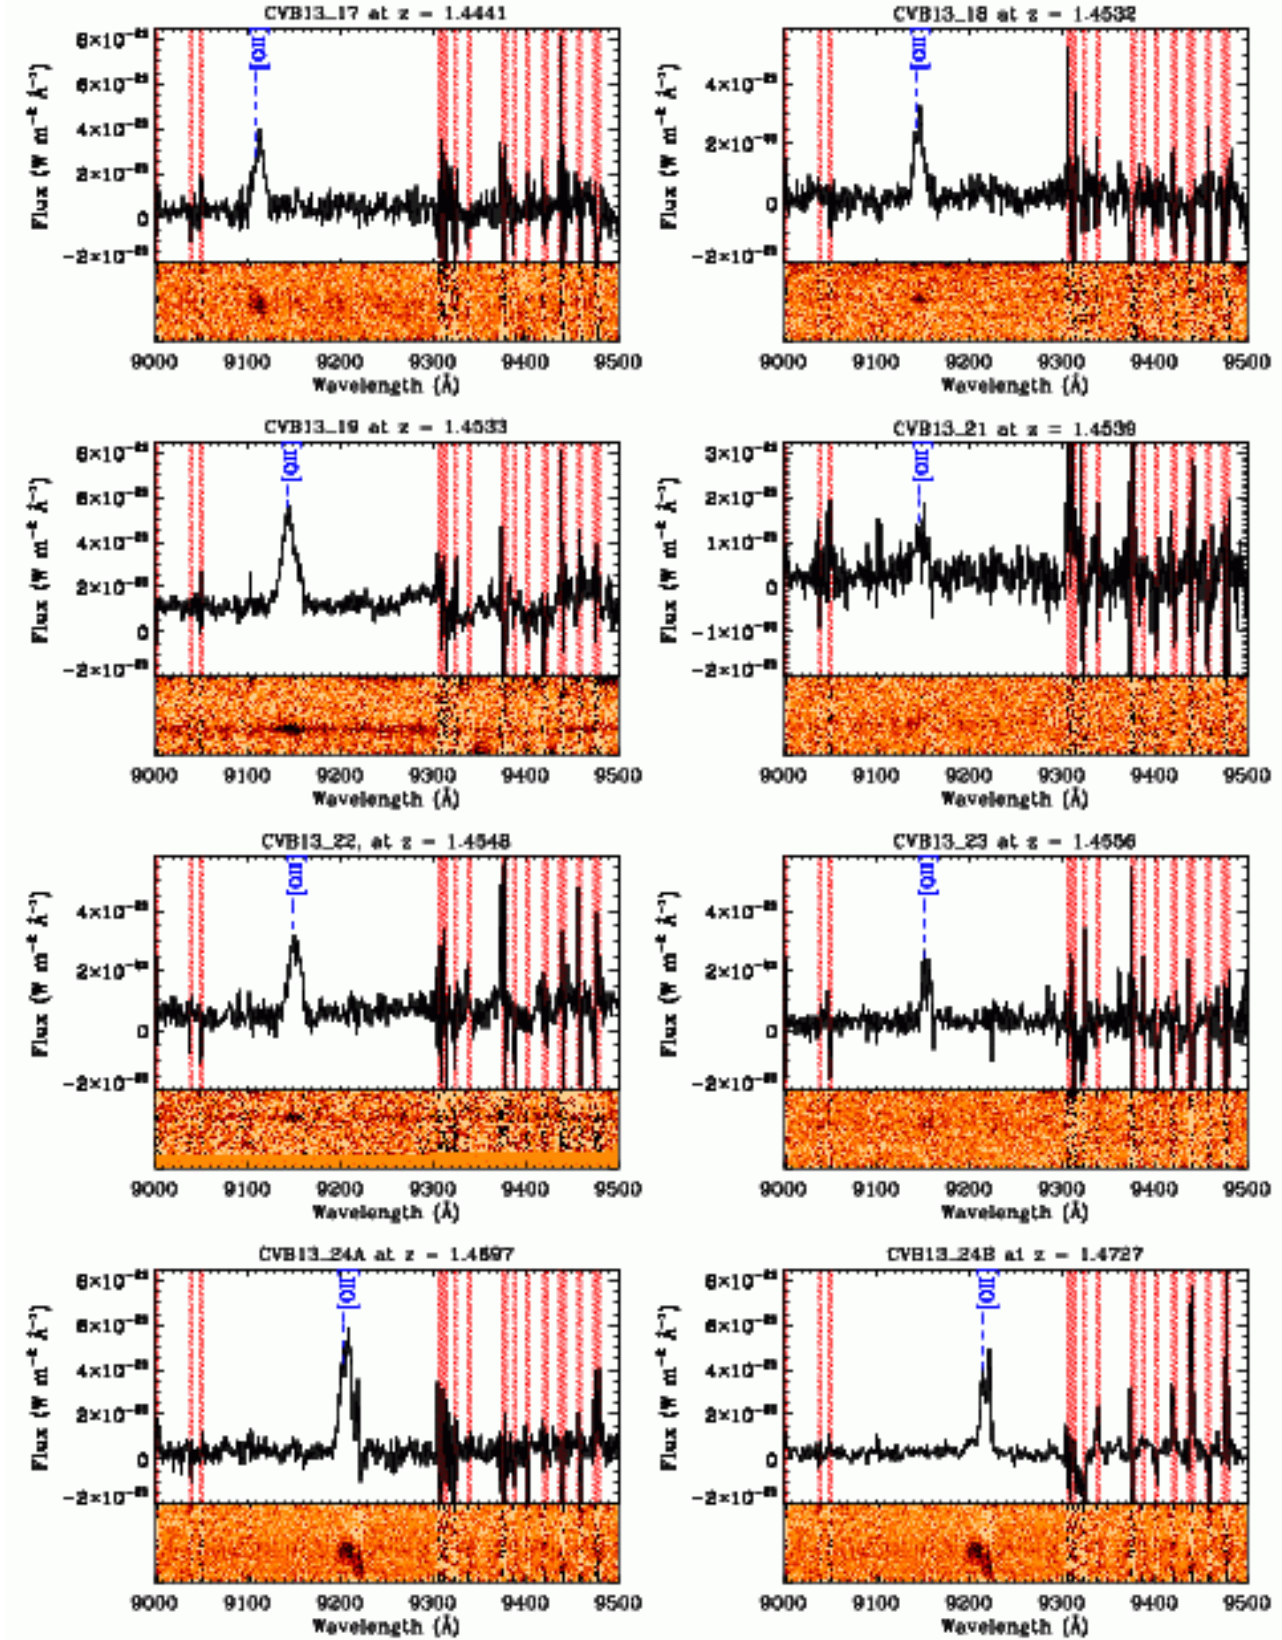 CVB13_17 at z = 1.4441
[OII]
Flux (W m⁻² Å⁻¹)
0
9000 9100 9200 9300 9400 9500
Wavelength (Å)
CVB13_18 at z = 1.4532
[OII]
Flux (W m⁻² Å⁻¹)
0
9000 9100 9200 9300 9400 9500
Wavelength (Å)
CVB13_19 at z = 1.4533
[OII]
Flux (W m⁻² Å⁻¹)
0
9000 9100 9200 9300 9400 9500
Wavelength (Å)
CVB13_21 at z = 1.4539
[OII]
Flux (W m⁻² Å⁻¹)
0
9000 9100 9200 9300 9400 9500
Wavelength (Å)
CVB13_22, at z = 1.4548
[OII]
Flux (W m⁻² Å⁻¹)
0
9000 9100 9200 9300 9400 9500
Wavelength (Å)
CVB13_23 at z = 1.4556
[OII]
Flux (W m⁻² Å⁻¹)
0
9000 9100 9200 9300 9400 9500
Wavelength (Å)
CVB13_24A at z = 1.4697
[OII]
Flux (W m⁻² Å⁻¹)
0
9000 9100 9200 9300 9400 9500
Wavelength (Å)
CVB13_24B at z = 1.4727
[OII]
Flux (W m⁻² Å⁻¹)
0
9000 9100 9200 9300 9400 9500
Wavelength (Å)